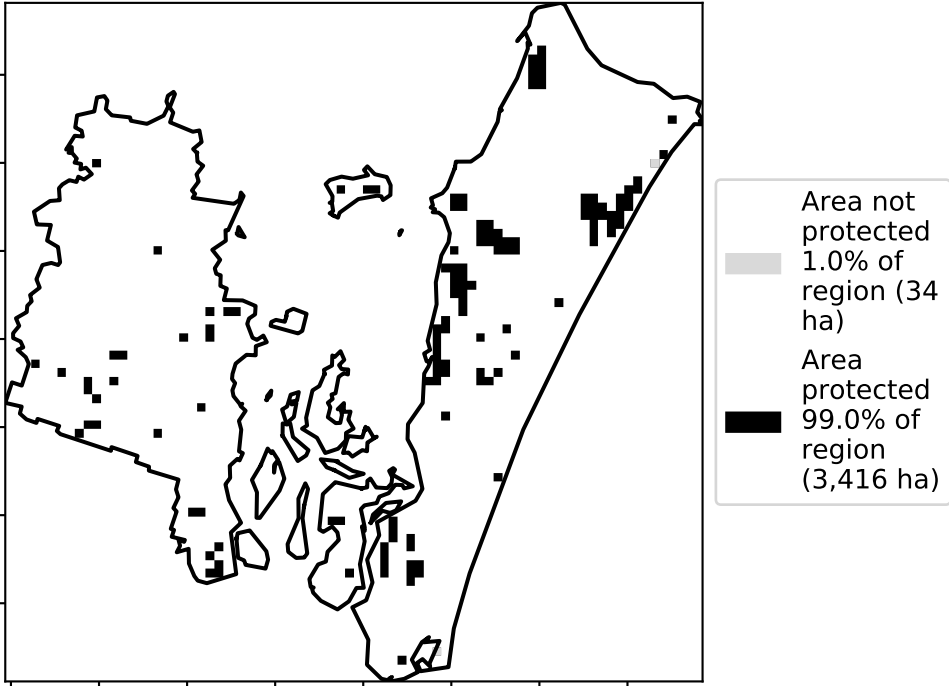 Area not
protected
1.0% of
region (34
ha)
Area
protected
99.0% of
region
(3,416 ha)